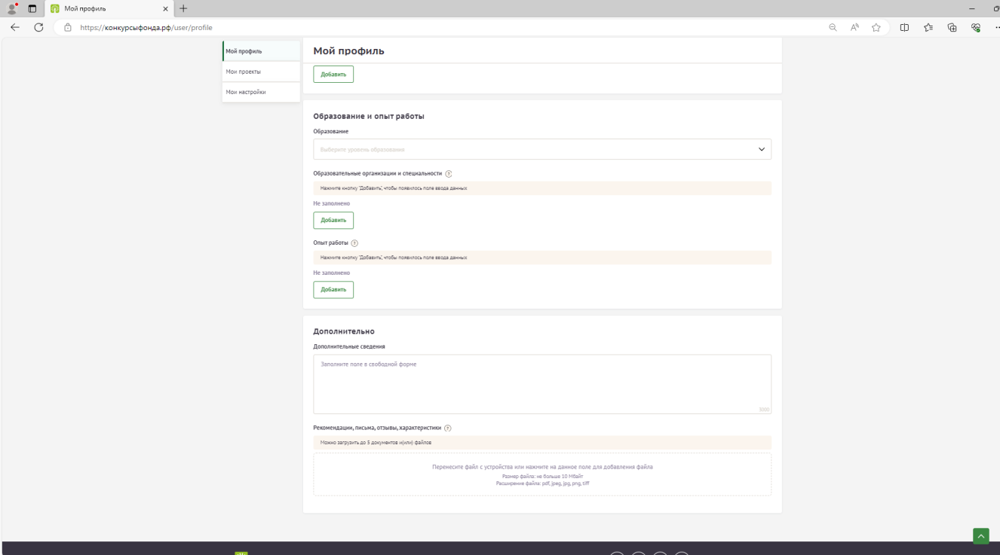 Мой профиль
https://конкурсыфонда.рф/user/profile
Мой профиль
Мои проекты
Мои настройки
Мой профиль
Добавить
Образование и опыт работы
Образование
Выберите уровень образования
Образовательные организации и специальности ?
Нажмите кнопку "Добавить", чтобы появилось поле ввода данных
Не заполнено
Добавить
Опыт работы ?
Нажмите кнопку "Добавить", чтобы появилось поле ввода данных
Не заполнено
Добавить
Дополнительно
Дополнительные сведения
Заполните поле в свободной форме
Рекомендации, письма, отзывы, характеристики ?
Можно загрузить до 5 документов и(или) файлов
Перенесите файл с устройства или нажмите на данное поле для добавления файла
Размер файла: не больше 10 Мбайт
Расширение файла: pdf, jpeg, jpg, png, tiff